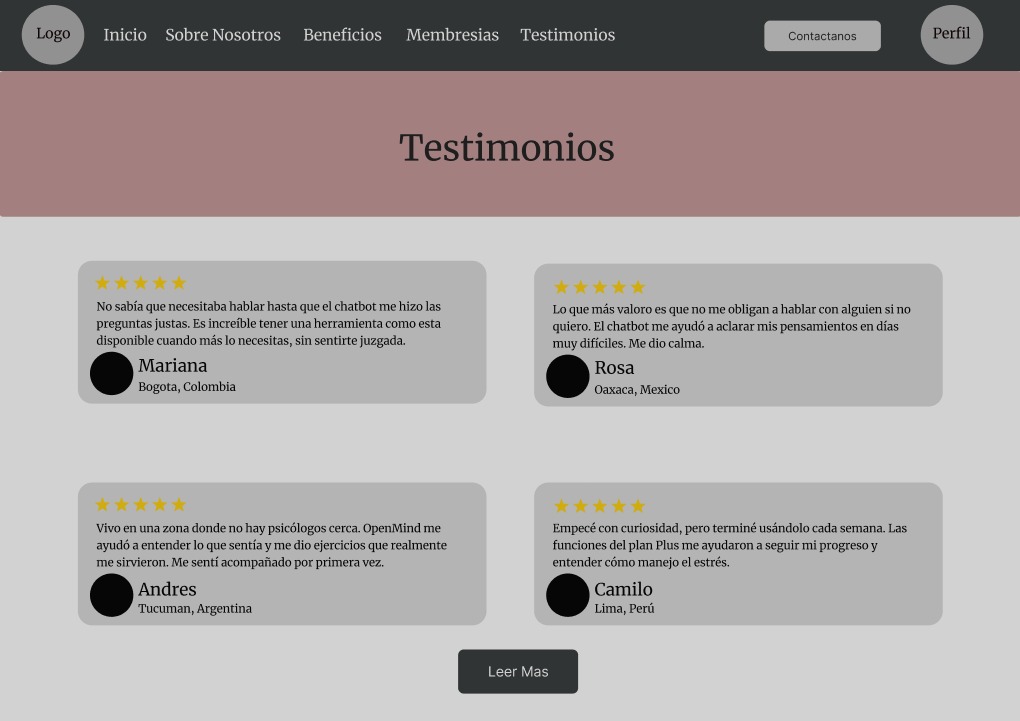 Logo
Inicio
Sobre Nosotros
Beneficios
Membresias
Testimonios
Contactanos
Perfil
Testimonios
No sabía que necesitaba hablar hasta que el chatbot me hizo las
preguntas justas. Es increíble tener una herramienta como esta
disponible cuando más lo necesitas, sin sentirte juzgada.
Mariana
Bogota, Colombia
Lo que más valoro es que no me obligan a hablar con alguien si no
quiero. El chatbot me ayudó a aclarar mis pensamientos en días
muy difíciles. Me dio calma.
Rosa
Oaxaca, Mexico
Vivo en una zona donde no hay psicólogos cerca. OpenMind me
ayudó a entender lo que sentía y me dio ejercicios que realmente
me sirvieron. Me sentí acompañado por primera vez.
Andres
Tucuman, Argentina
Empecé con curiosidad, pero terminé usándolo cada semana. Las
funciones del plan Plus me ayudaron a seguir mi progreso y
entender cómo manejo el estrés.
Camilo
Lima, Perú
Leer Mas